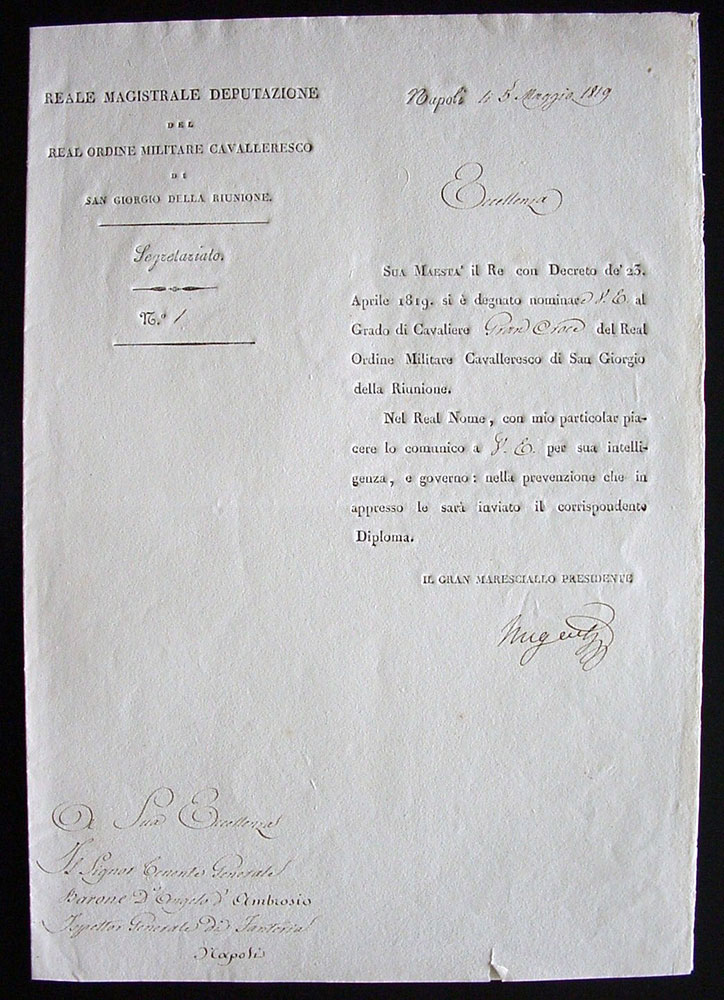 REALE MAGISTRALE DEPUTAZIONE
DEL
REAL ORDINE MILITARE CAVALLERESCO
DI
SAN GIORGIO DELLA RIUNIONE.
Segretariato.
N.º 1
Napoli li 5 Maggio 1819
Eccellenza
SUA MAESTA' il Re con Decreto de' 23.
Aprile 1819. si è degnato nominare V. E. al
Grado di Cavaliere Gran Croce del Real
Ordine Militare Cavalleresco di San Giorgio
della Riunione.
Nel Real Nome, con mio particolar pia-
cere lo comunico a V. E. per sua intelli-
genza, e governo: nella prevenzione che in
appresso le sarà inviato il corrispondente
Diploma.
IL GRAN MARESCIALLO PRESIDENTE
Nugent
A Sua Eccellenza
Il Signor Tenente Generale
Barone D. Angelo d'Ambrosio
Ispettor Generale di Fanteria
Napoli